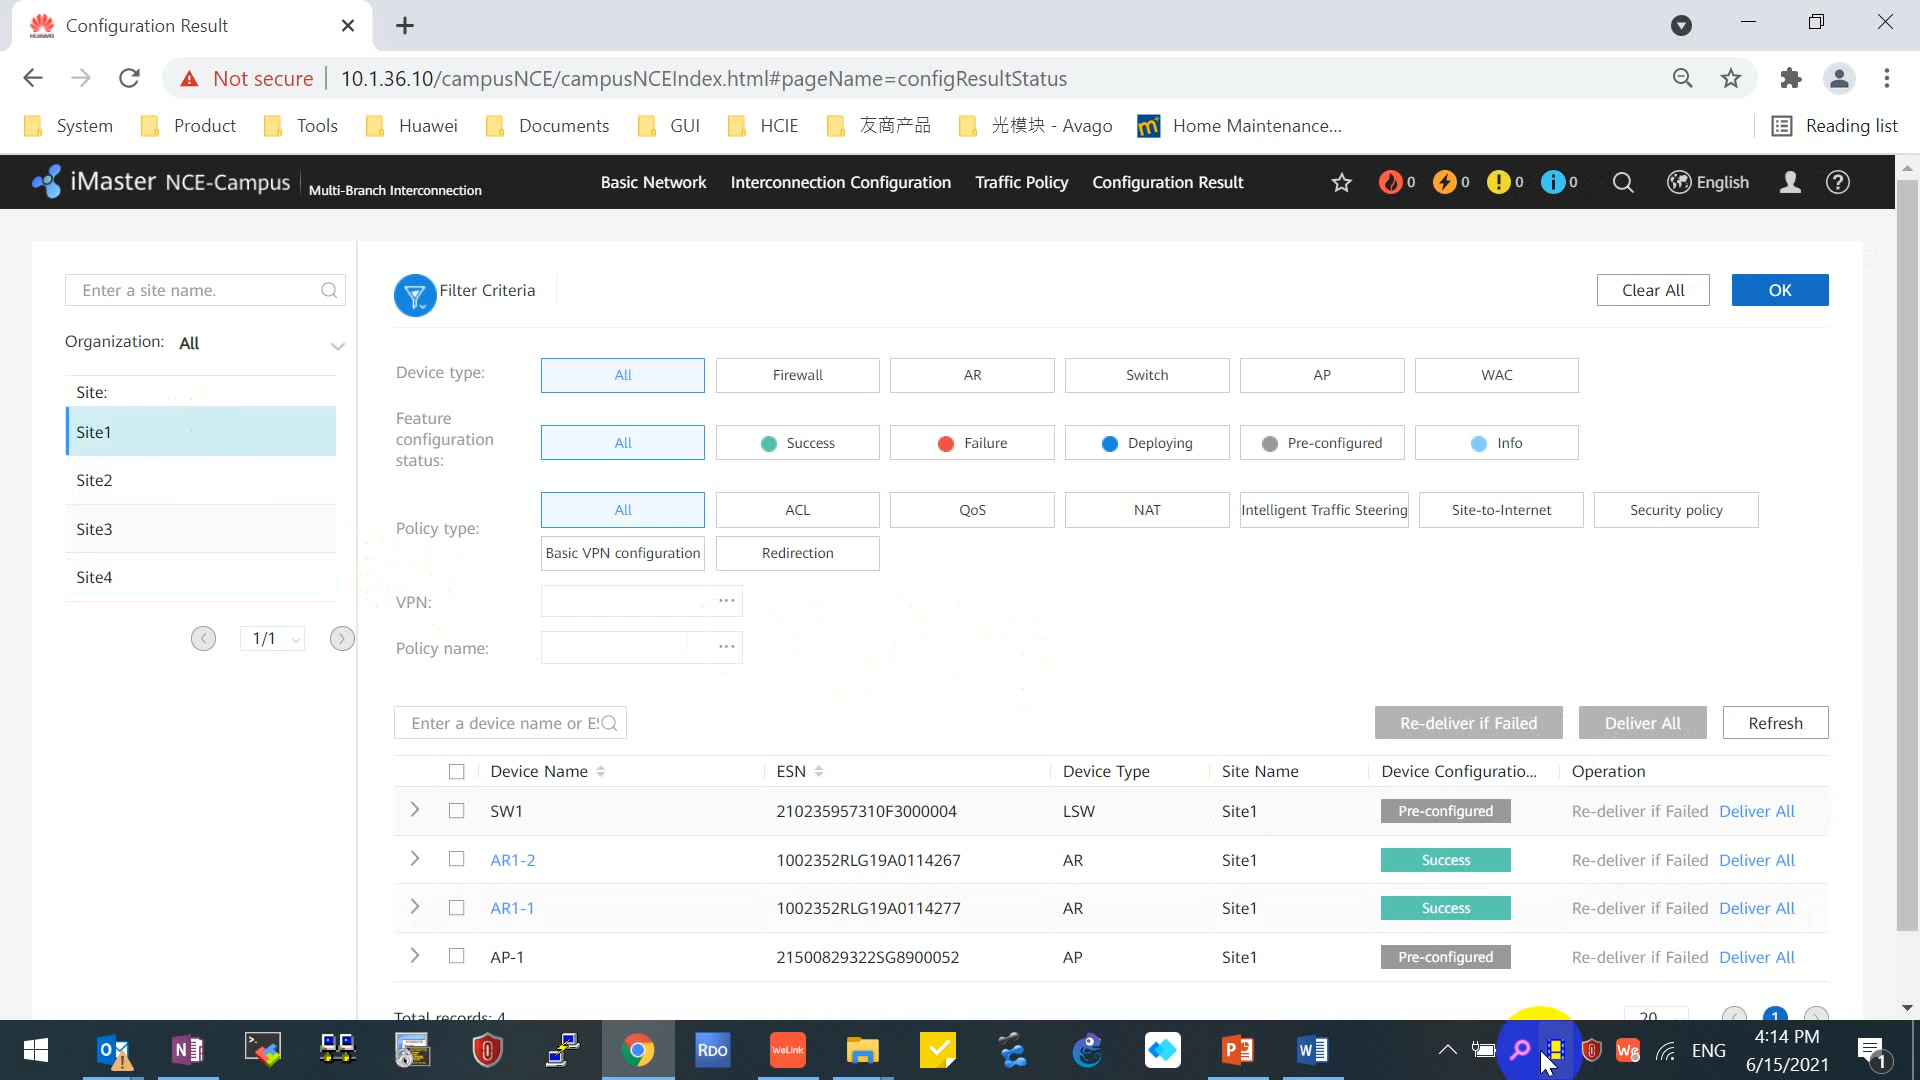 Configuration Result
Not secure
10.1.36.10/campusNCE/campusNCEIndex.html#pageName=configResultStatus
System Product Tools Huawei Documents GUI HCIE 友商产品 光模块 - Avago Home Maintenance... Reading list
iMaster NCE-Campus Multi-Branch Interconnection Basic Network Interconnection Configuration Traffic Policy Configuration Result 0 0 0 0 English
Enter a site name.
Organization: All
Site:
Site1
Site2
Site3
Site4
1/1
Filter Criteria Clear All OK
Device type: All Firewall AR Switch AP WAC
Feature configuration status: All Success Failure Deploying Pre-configured Info
Policy type: All ACL QoS NAT Intelligent Traffic Steering Site-to-Internet Security policy
Basic VPN configuration Redirection
VPN: ...
Policy name: ...
Enter a device name or E Re-deliver if Failed Deliver All Refresh
Device Name ESN Device Type Site Name Device Configuratio... Operation
SW1 210235957310F3000004 LSW Site1 Pre-configured Re-deliver if Failed Deliver All
AR1-2 1002352RLG19A0114267 AR Site1 Success Re-deliver if Failed Deliver All
AR1-1 1002352RLG19A0114277 AR Site1 Success Re-deliver if Failed Deliver All
AP-1 21500829322SG8900052 AP Site1 Pre-configured Re-deliver if Failed Deliver All
Total records: 4 20 1
RDO WeLink ENG 4:14 PM
6/15/2021
1